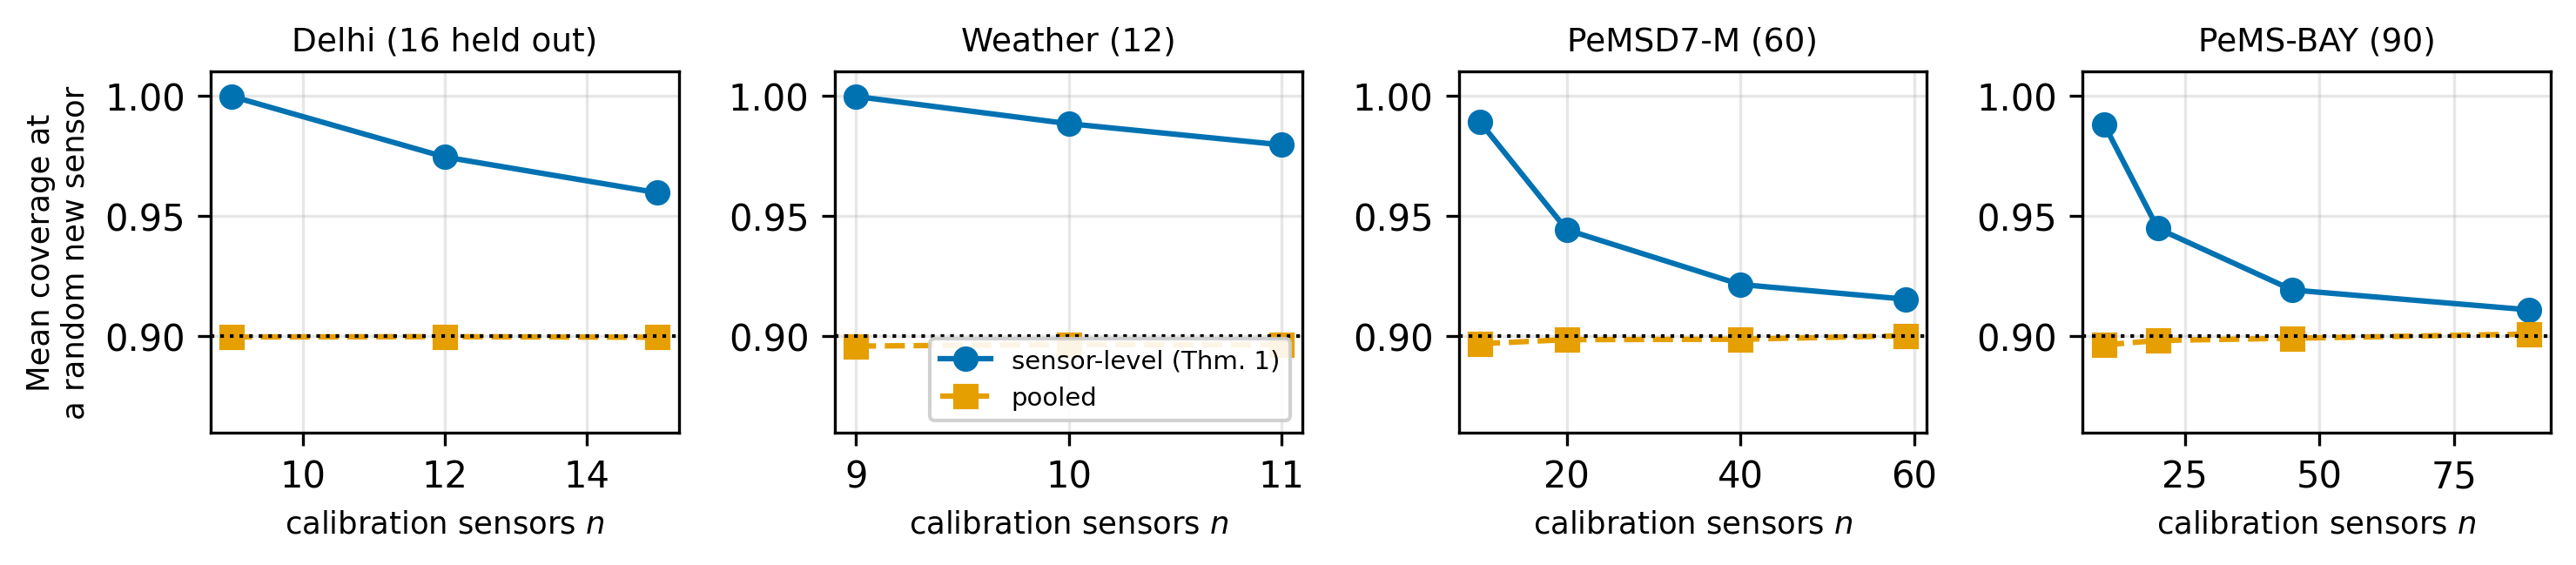 Delhi (16 held out)
Mean coverage at
a random new sensor
1.00
0.95
0.90
10
12
14
calibration sensors n
Weather (12)
1.00
0.95
0.90
sensor-level (Thm. 1)
pooled
9
10
11
calibration sensors n
PeMSD7-M (60)
1.00
0.95
0.90
20
40
60
calibration sensors n
PeMS-BAY (90)
1.00
0.95
0.90
25
50
75
calibration sensors n